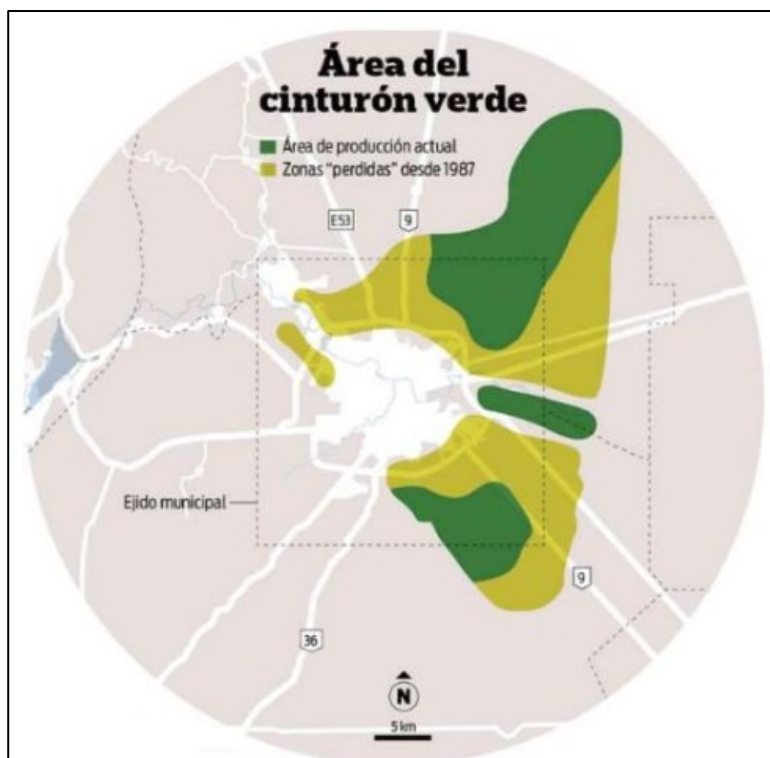 Área del
cinturón verde
Área de producción actual
Zonas "perdidas" desde 1987
E53
9
Ejido municipal
9
36
N
5 km